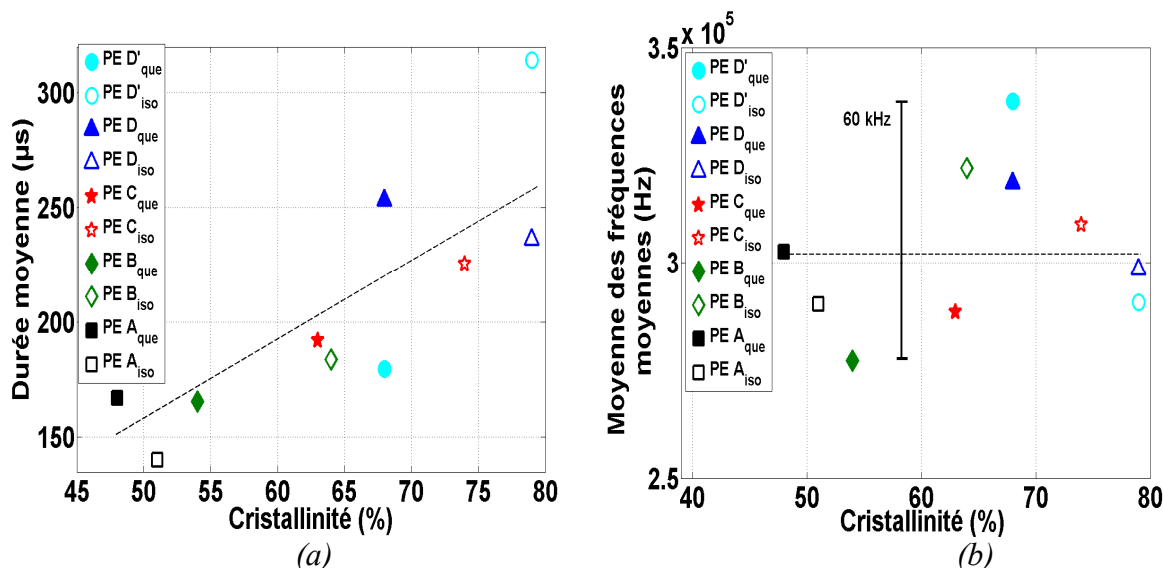 Durée moyenne (µs)
300
250
200
150
45 50 55 60 65 70 75 80
Cristallinité (%)
PE D'que
PE D'iso
PE Dque
PE Diso
PE Cque
PE Ciso
PE Bque
PE Biso
PE Aque
PE Aiso
(a)
Moyenne des fréquences
moyennes (Hz)
x 10^5
3.5
3
2.5
40 50 60 70 80
Cristallinité (%)
PE D'que
PE D'iso
PE Dque
PE Diso
PE Cque
PE Ciso
PE Bque
PE Biso
PE Aque
PE Aiso
60 kHz
(b)